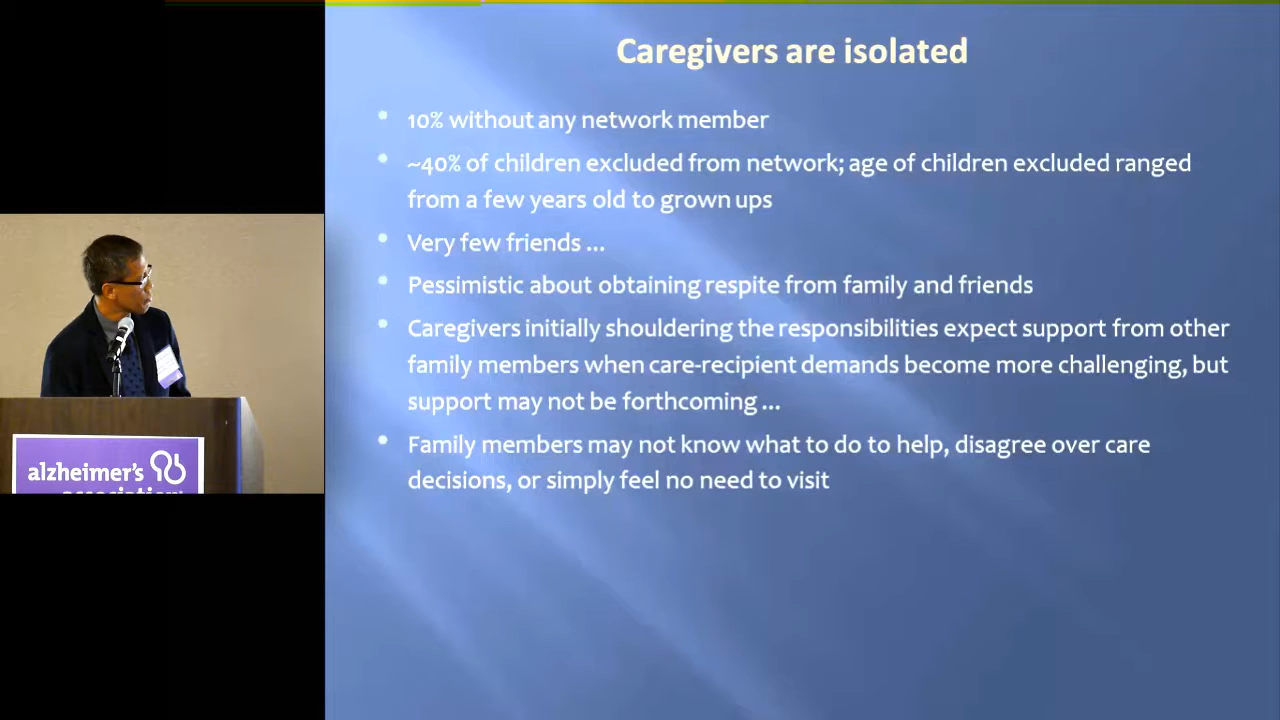 Caregivers are isolated
• 10% without any network member
• ~40% of children excluded from network; age of children excluded ranged
from a few years old to grown ups
• Very few friends ...
• Pessimistic about obtaining respite from family and friends
• Caregivers initially shouldering the responsibilities expect support from other
family members when care-recipient demands become more challenging, but
support may not be forthcoming ...
• Family members may not know what to do to help, disagree over care
decisions, or simply feel no need to visit
alzheimer's
association